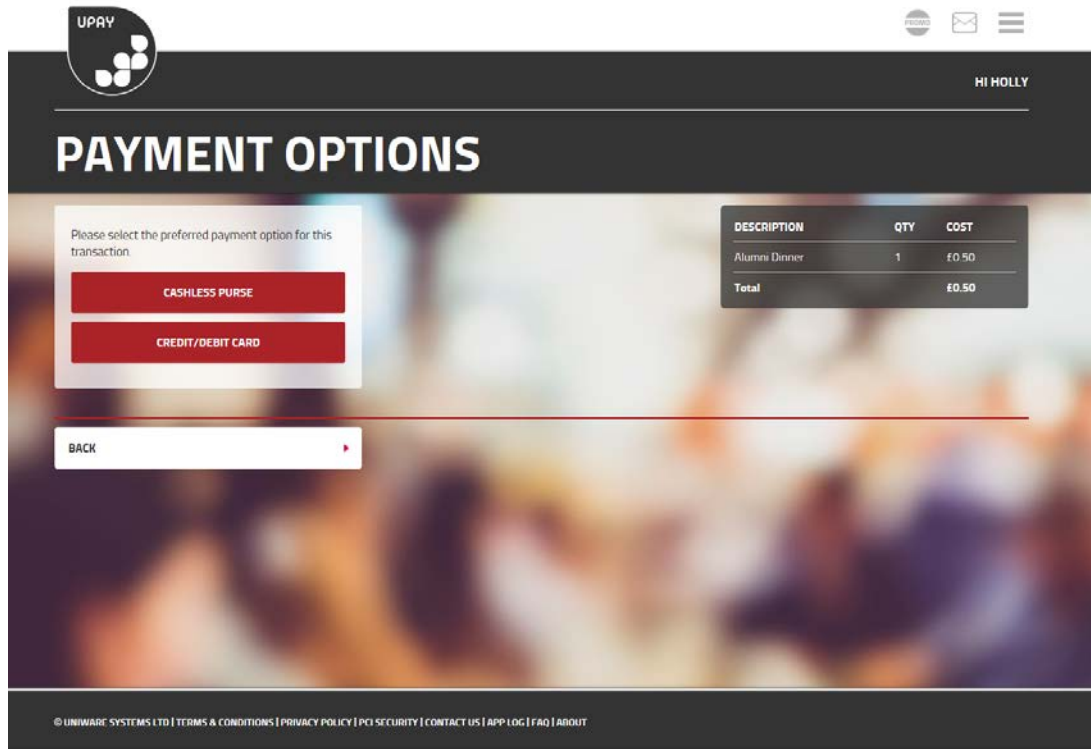 UPAY
PROMO
HI HOLLY
PAYMENT OPTIONS
Please select the preferred payment option for this
transaction.
CASHLESS PURSE
CREDIT/DEBIT CARD
DESCRIPTION QTY COST
Alumni Dinner 1 £0.50
Total £0.50
BACK
© UNIWARE SYSTEMS LTD | TERMS & CONDITIONS | PRIVACY POLICY | PCI SECURITY | CONTACT US | APP LOG | FAQ | ABOUT